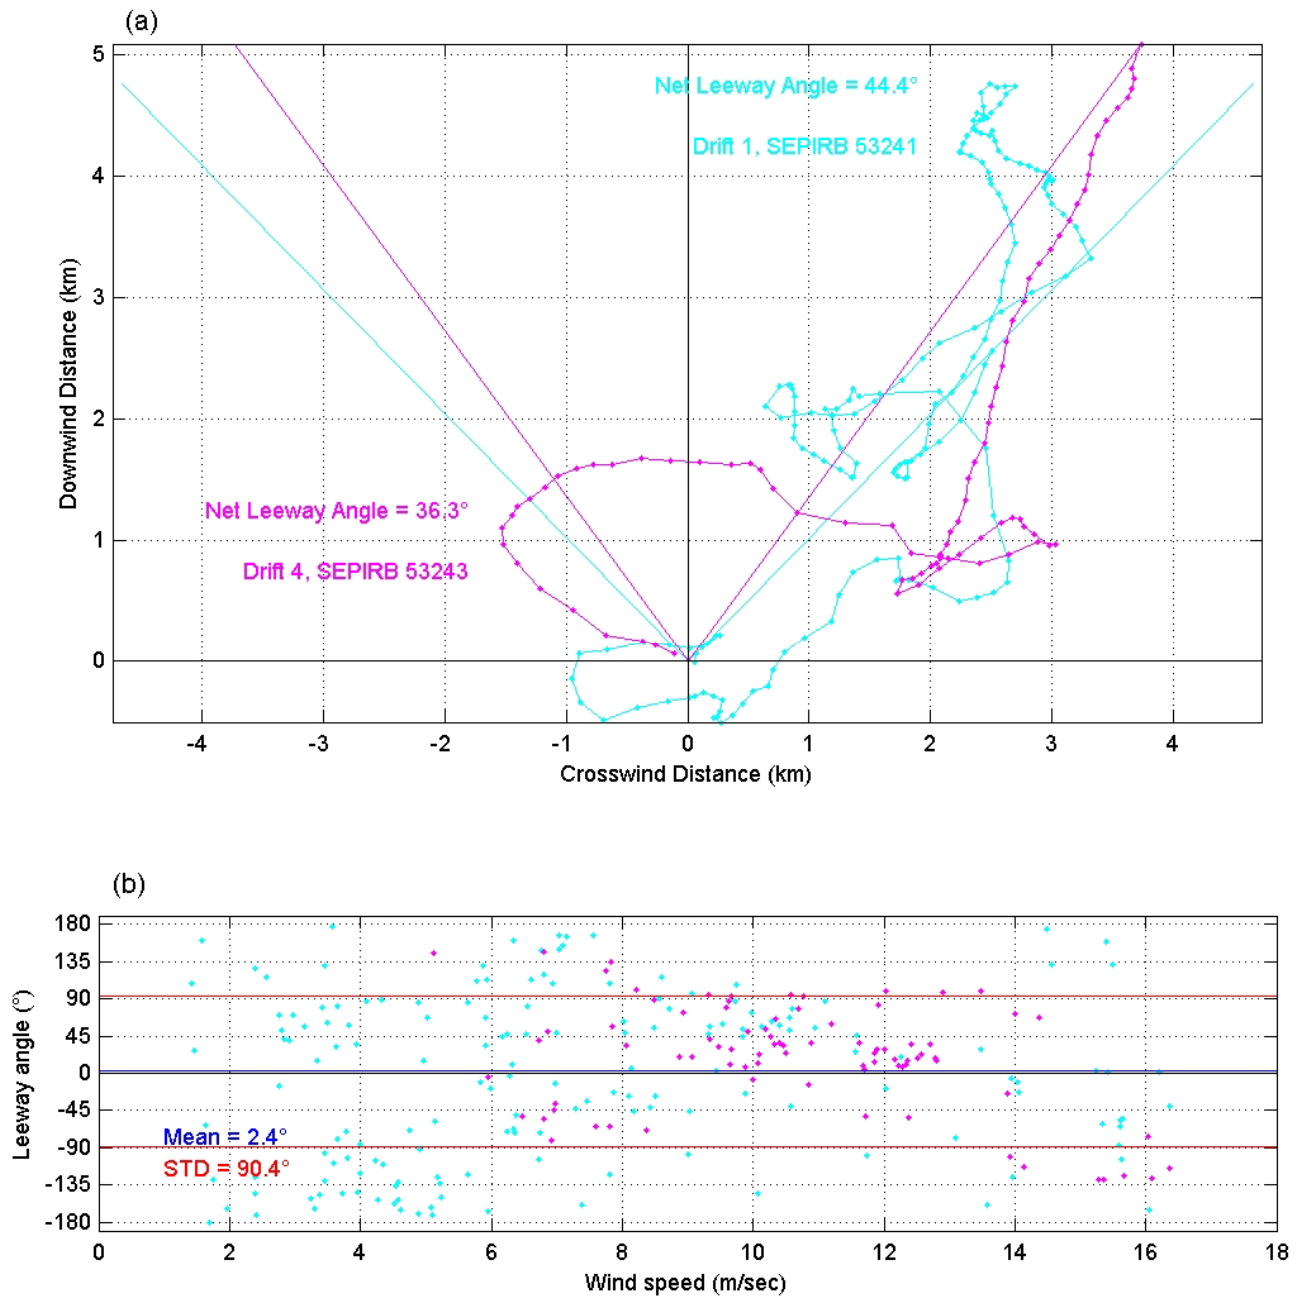 (a)
5
4
3
2
1
0
Downwind Distance (km)
Net Leeway Angle = 44.4°
Drift 1, SEPIRB 53241
Net Leeway Angle = 36.3°
Drift 4, SEPIRB 53243
-4 -3 -2 -1 0 1 2 3 4
Crosswind Distance (km)
(b)
180
135
90
45
0
-45
-90
-135
-180
Leeway angle (°)
Mean = 2.4°
STD = 90.4°
0 2 4 6 8 10 12 14 16 18
Wind speed (m/sec)